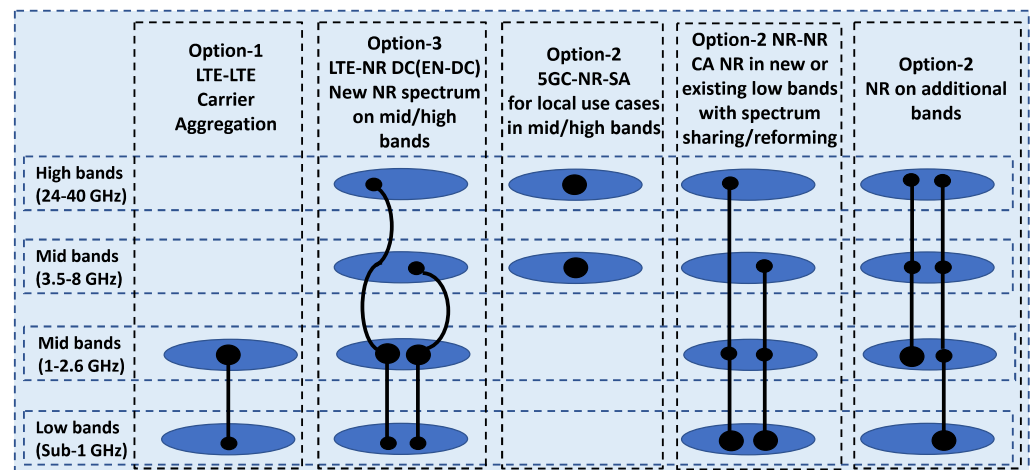 Option-1
LTE-LTE
Carrier
Aggregation
Option-3
LTE-NR DC(EN-DC)
New NR spectrum
on mid/high
bands
Option-2
5GC-NR-SA
for local use cases
in mid/high bands
Option-2 NR-NR
CA NR in new or
existing low bands
with spectrum
sharing/reforming
Option-2
NR on additional
bands
High bands
(24-40 GHz)
Mid bands
(3.5-8 GHz)
Mid bands
(1-2.6 GHz)
Low bands
(Sub-1 GHz)